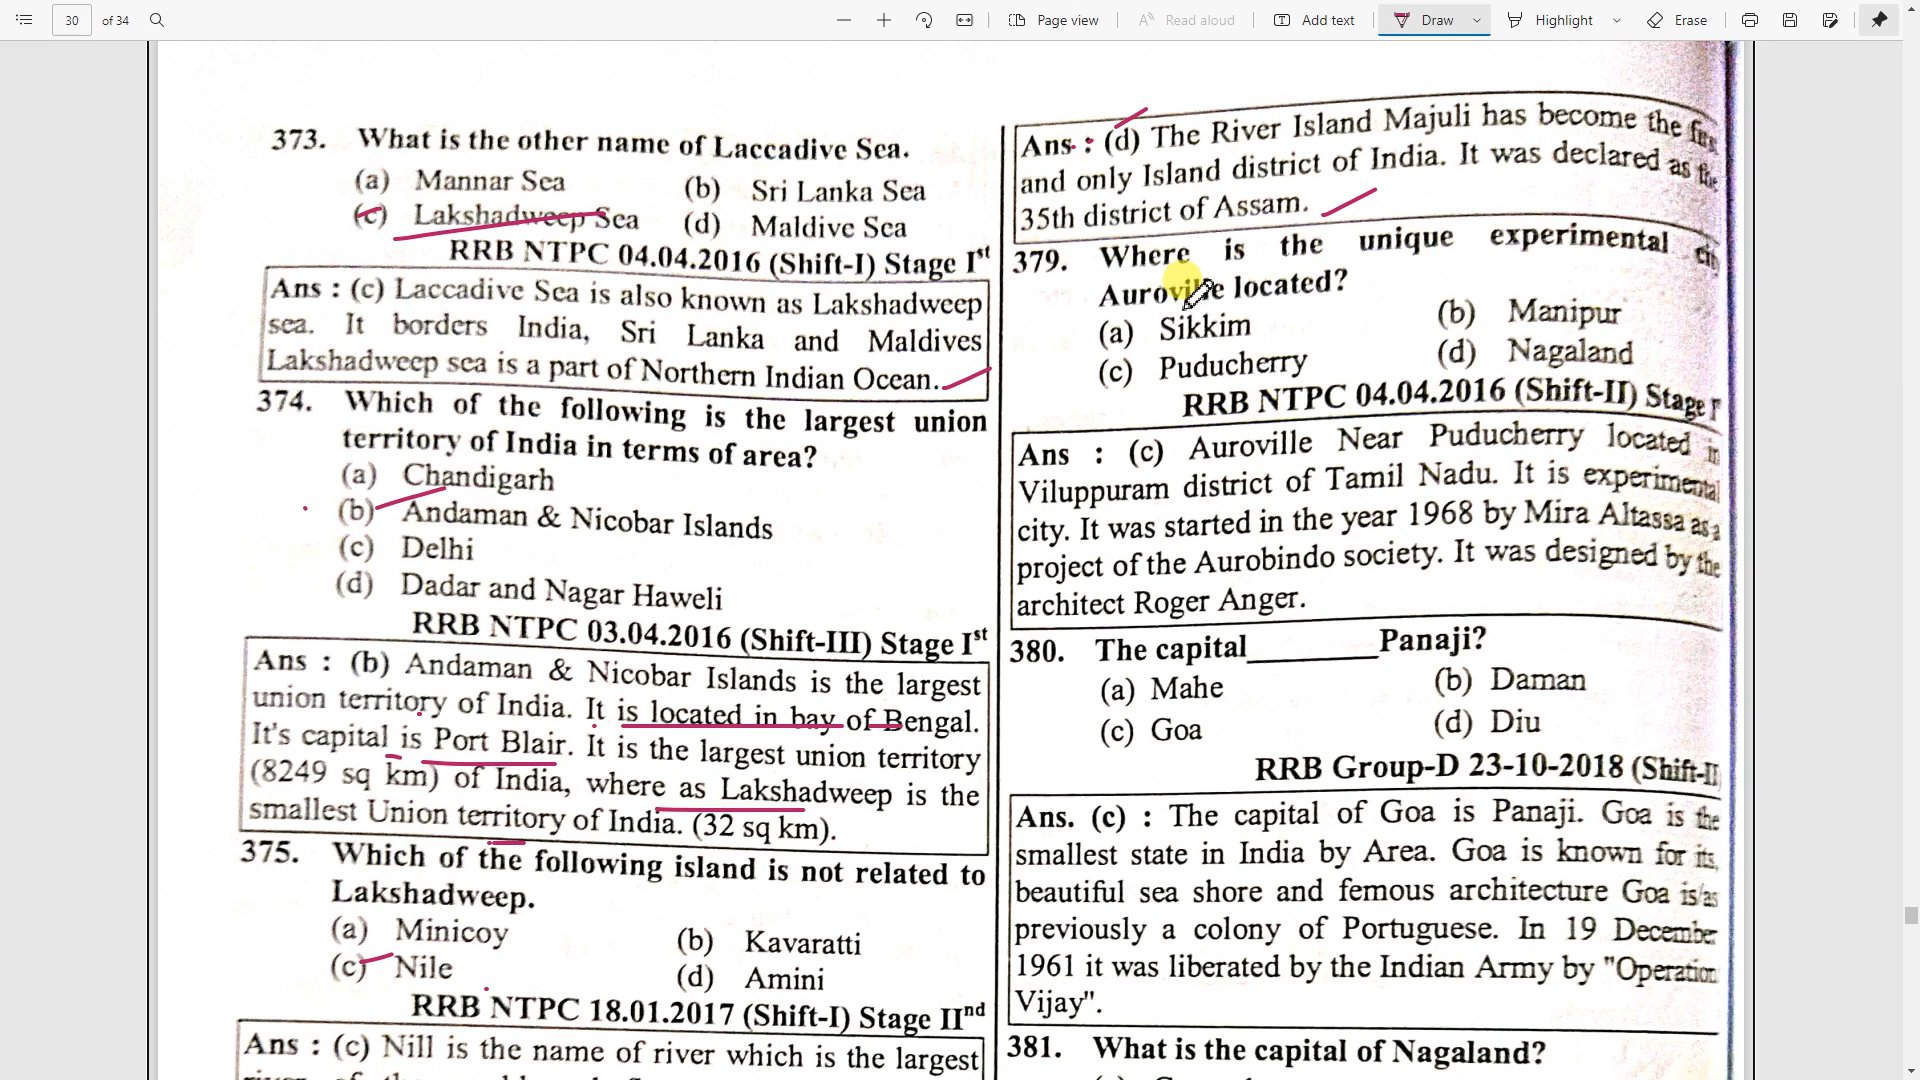 30 of 34
Page view
Read aloud
Add text
Draw
Highlight
Erase
373. What is the other name of Laccadive Sea.
(a) Mannar Sea (b) Sri Lanka Sea
(c) Lakshadweep Sea (d) Maldive Sea
RRB NTPC 04.04.2016 (Shift-I) Stage Ist
Ans : (c) Laccadive Sea is also known as Lakshadweep
sea. It borders India, Sri Lanka and Maldives
Lakshadweep sea is a part of Northern Indian Ocean.
374. Which of the following is the largest union
territory of India in terms of area?
(a) Chandigarh
(b) Andaman & Nicobar Islands
(c) Delhi
(d) Dadar and Nagar Haweli
RRB NTPC 03.04.2016 (Shift-III) Stage Ist
Ans : (b) Andaman & Nicobar Islands is the largest
union territory of India. It is located in bay of Bengal.
It's capital is Port Blair. It is the largest union territory
(8249 sq km) of India, where as Lakshadweep is the
smallest Union territory of India. (32 sq km).
375. Which of the following island is not related to
Lakshadweep.
(a) Minicoy (b) Kavaratti
(c) Nile (d) Amini
RRB NTPC 18.01.2017 (Shift-I) Stage IInd
Ans : (c) Nill is the name of river which is the largest
Ans : (d) The River Island Majuli has become the
and only Island district of India. It was declared as the
35th district of Assam.
379. Where is the unique experimental
Auroville located?
(a) Sikkim (b) Manipur
(c) Puducherry (d) Nagaland
RRB NTPC 04.04.2016 (Shift-II) Stage
Ans : (c) Auroville Near Puducherry located in
Viluppuram district of Tamil Nadu. It is experimental
city. It was started in the year 1968 by Mira Altassa as a
project of the Aurobindo society. It was designed by the
architect Roger Anger.
380. The capital________Panaji?
(a) Mahe (b) Daman
(c) Goa (d) Diu
RRB Group-D 23-10-2018 (Shift-II
Ans. (c) : The capital of Goa is Panaji. Goa is the
smallest state in India by Area. Goa is known for its,
beautiful sea shore and femous architecture Goa is as
previously a colony of Portuguese. In 19 December
1961 it was liberated by the Indian Army by "Operation
Vijay".
381. What is the capital of Nagaland?